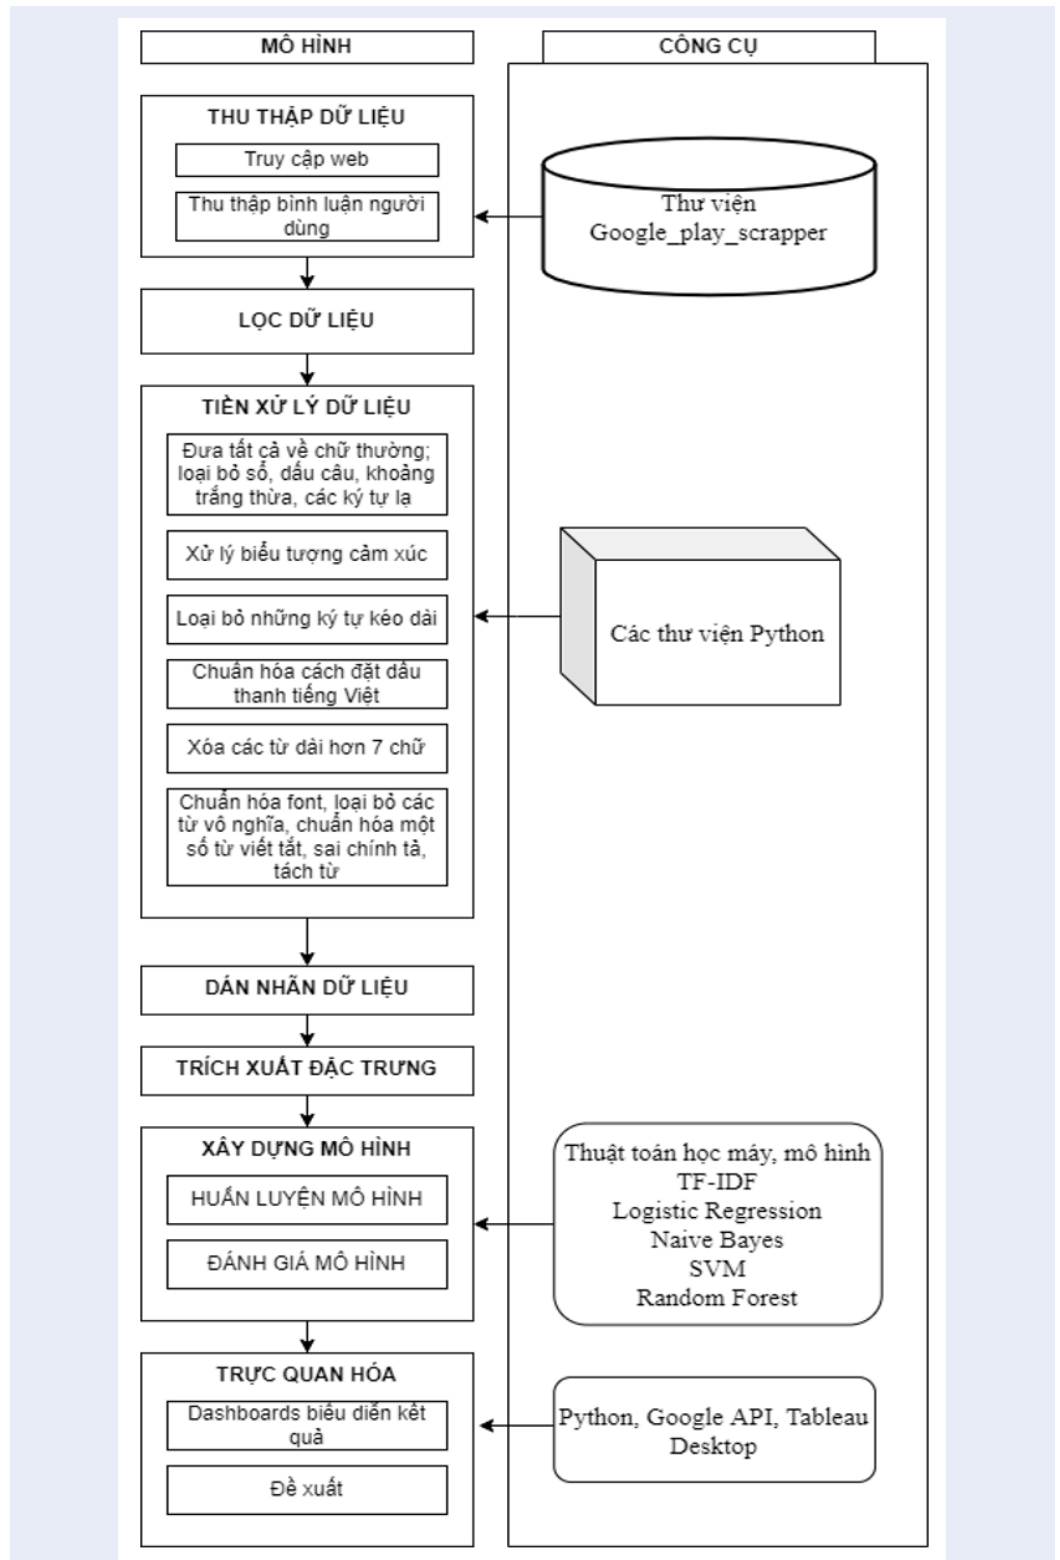 MÔ HÌNH
CÔNG CỤ
THU THẬP DỮ LIỆU
Truy cập web
Thu thập bình luận người
dùng
Thư viện
Google_play_scrapper
LỌC DỮ LIỆU
TIỀN XỬ LÝ DỮ LIỆU
Đưa tất cả về chữ thường;
loại bỏ số, dấu câu, khoảng
trắng thừa, các ký tự lạ
Xử lý biểu tượng cảm xúc
Loại bỏ những ký tự kéo dài
Chuẩn hóa cách đặt dấu
thanh tiếng Việt
Xóa các từ dài hơn 7 chữ
Chuẩn hóa font, loại bỏ các
từ vô nghĩa, chuẩn hóa một
số từ viết tắt, sai chính tả,
tách từ
Các thư viện Python
DÁN NHÃN DỮ LIỆU
TRÍCH XUẤT ĐẶC TRƯNG
XÂY DỰNG MÔ HÌNH
HUẤN LUYỆN MÔ HÌNH
ĐÁNH GIÁ MÔ HÌNH
Thuật toán học máy, mô hình
TF-IDF
Logistic Regression
Naive Bayes
SVM
Random Forest
TRỰC QUAN HÓA
Dashboards biểu diễn kết
quả
Đề xuất
Python, Google API, Tableau
Desktop